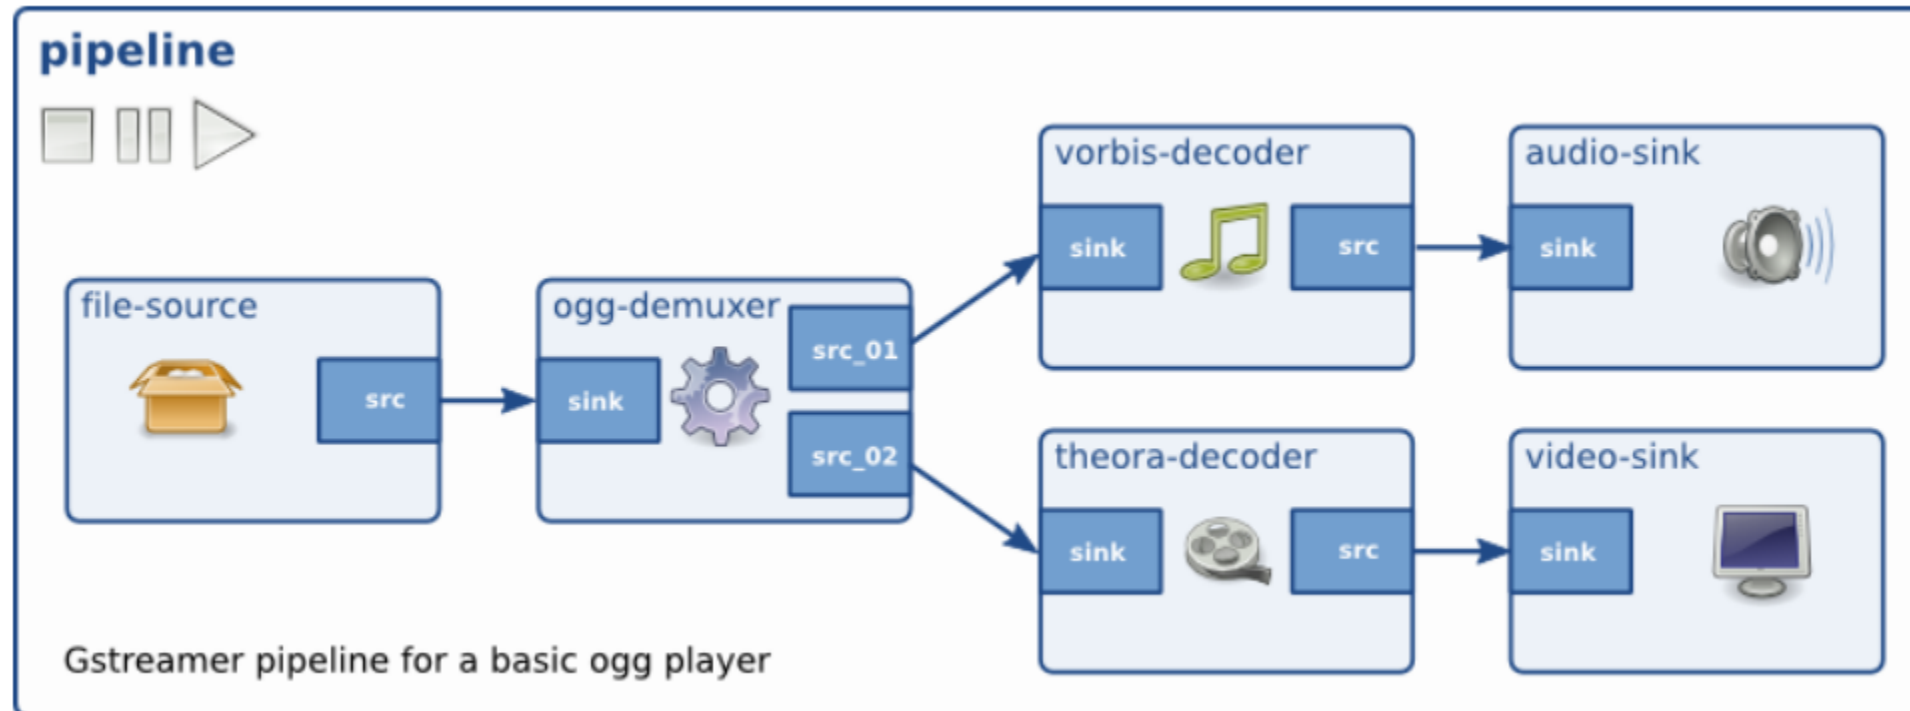 pipeline
file-source
src
ogg-demuxer
sink
src_01
src_02
vorbis-decoder
sink
src
audio-sink
sink
theora-decoder
sink
src
video-sink
sink
Gstreamer pipeline for a basic ogg player